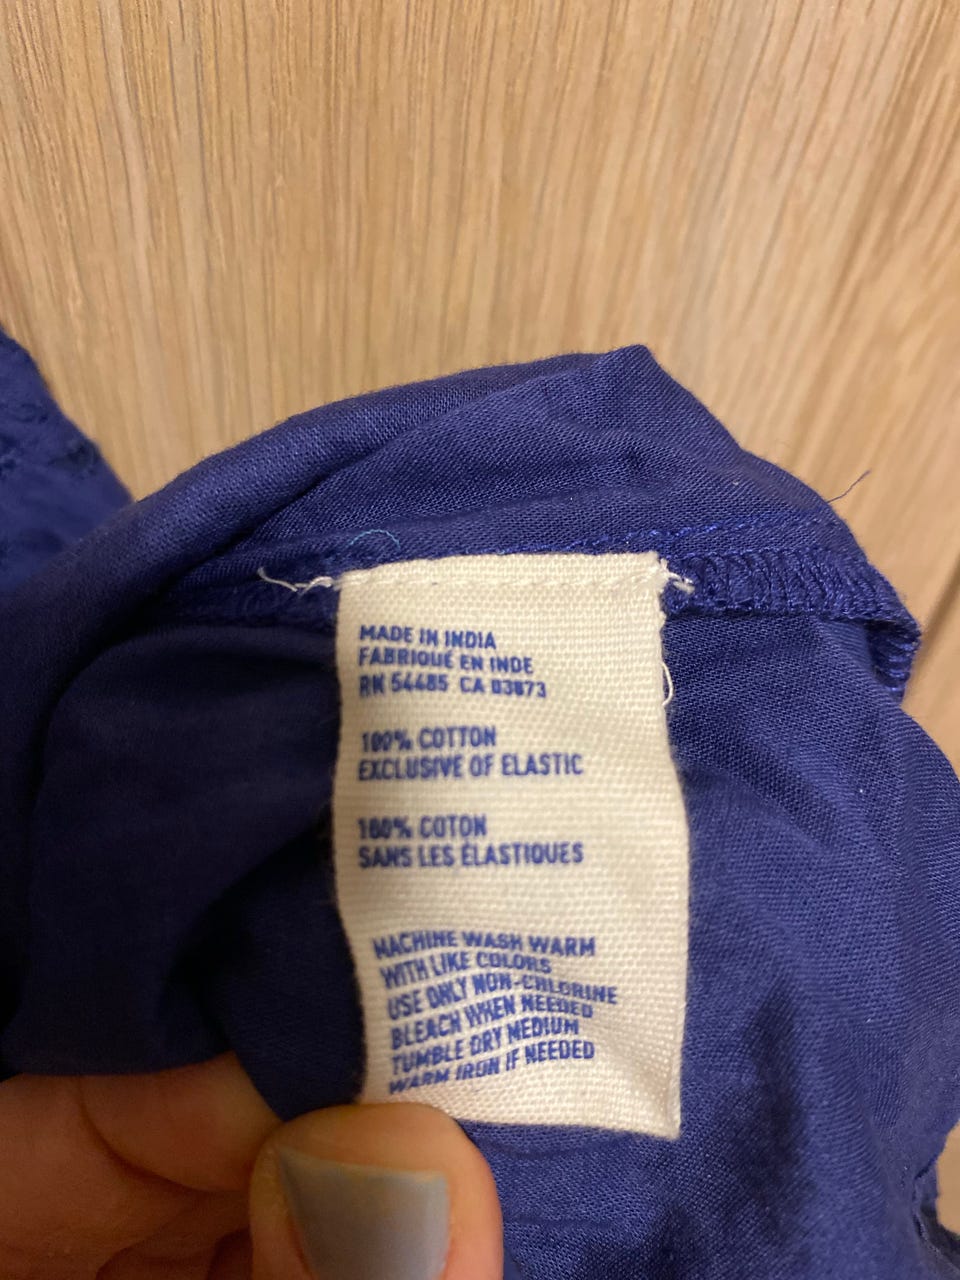 MADE IN INDIA
FABRIQUÉ EN INDE
RN 54485 CA 03873
100% COTTON
EXCLUSIVE OF ELASTIC
100% COTON
SANS LES ÉLASTIQUES
MACHINE WASH WARM
WITH LIKE COLORS
USE ONLY NON-CHLORINE
BLEACH WHEN NEEDED
TUMBLE DRY MEDIUM
WARM IRON IF NEEDED